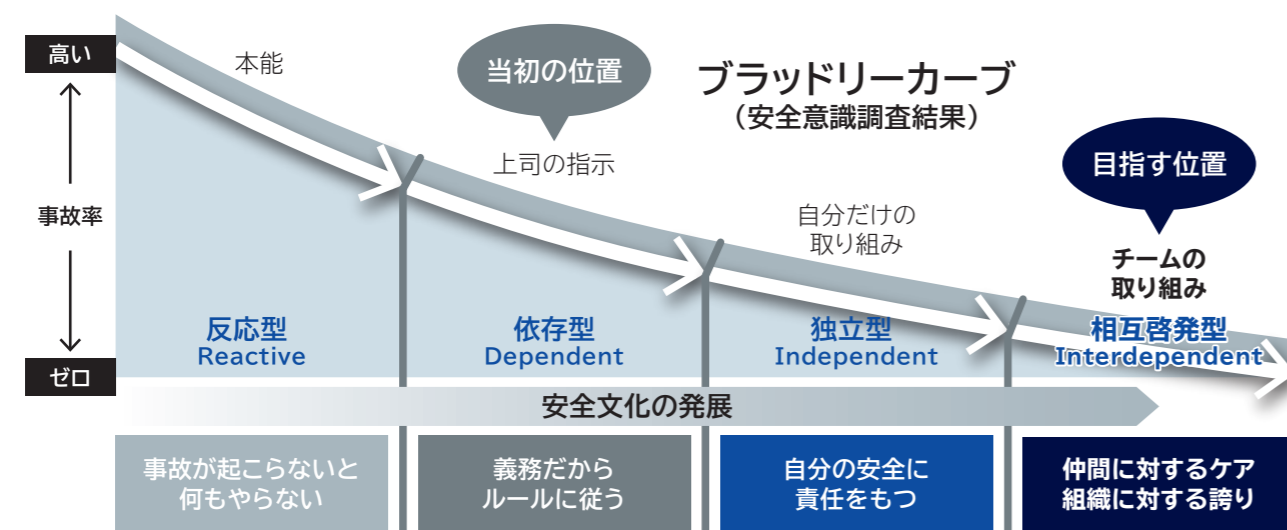 ブラッドリーカーブ
（安全意識調査結果）
高い
事故率
ゼロ
本能
当初の位置
上司の指示
自分だけの
取り組み
目指す位置
チームの
取り組み
反応型
Reactive
依存型
Dependent
独立型
Independent
相互啓発型
Interdependent
安全文化の発展
事故が起こらないと
何もやらない
義務だから
ルールに従う
自分の安全に
責任をもつ
仲間に対するケア
組織に対する誇り